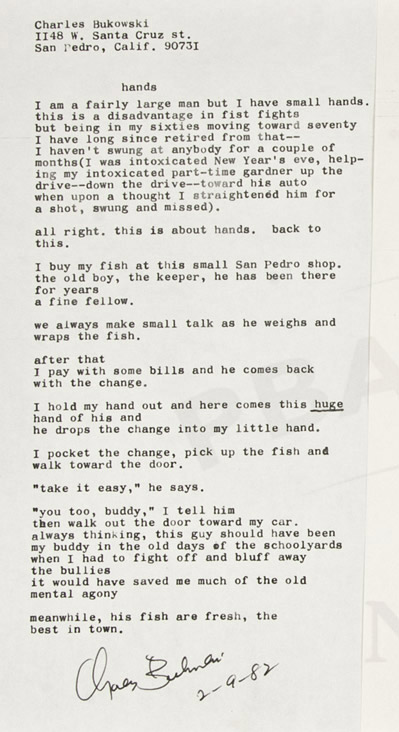 Charles Bukowski
II48 W. Santa Cruz st.
San Pedro, Calif. 9073I
hands
I am a fairly large man but I have small hands.
this is a disadvantage in fist fights
but being in my sixties moving toward seventy
I have long since retired from that--
I haven't swung at anybody for a couple of
months(I was intoxicated New Year's eve, help-
ing my intoxicated part-time gardner up the
drive--down the drive--toward his auto
when upon a thought I straightened him for
a shot, swung and missed).
all right. this is about hands. back to
this.
I buy my fish at this small San Pedro shop.
the old boy, the keeper, he has been there
for years
a fine fellow.
we always make small talk as he weighs and
wraps the fish.
after that
I pay with some bills and he comes back
with the change.
I hold my hand out and here comes this huge
hand of his and
he drops the change into my little hand.
I pocket the change, pick up the fish and
walk toward the door.
"take it easy," he says.
"you too, buddy," I tell him
then walk out the door toward my car.
always thinking, this guy should have been
my buddy in the old days of the schoolyards
when I had to fight off and bluff away
the bullies
it would have saved me much of the old
mental agony
meanwhile, his fish are fresh, the
best in town.
2-9-82